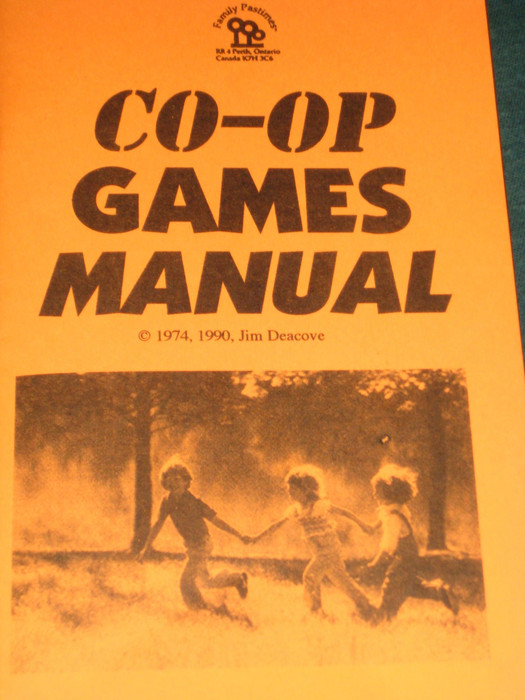 Family Pastimes
RR 4 Perth, Ontario
Canada K7H 3C6
CO-OP
GAMES
MANUAL
© 1974, 1990, Jim Deacove